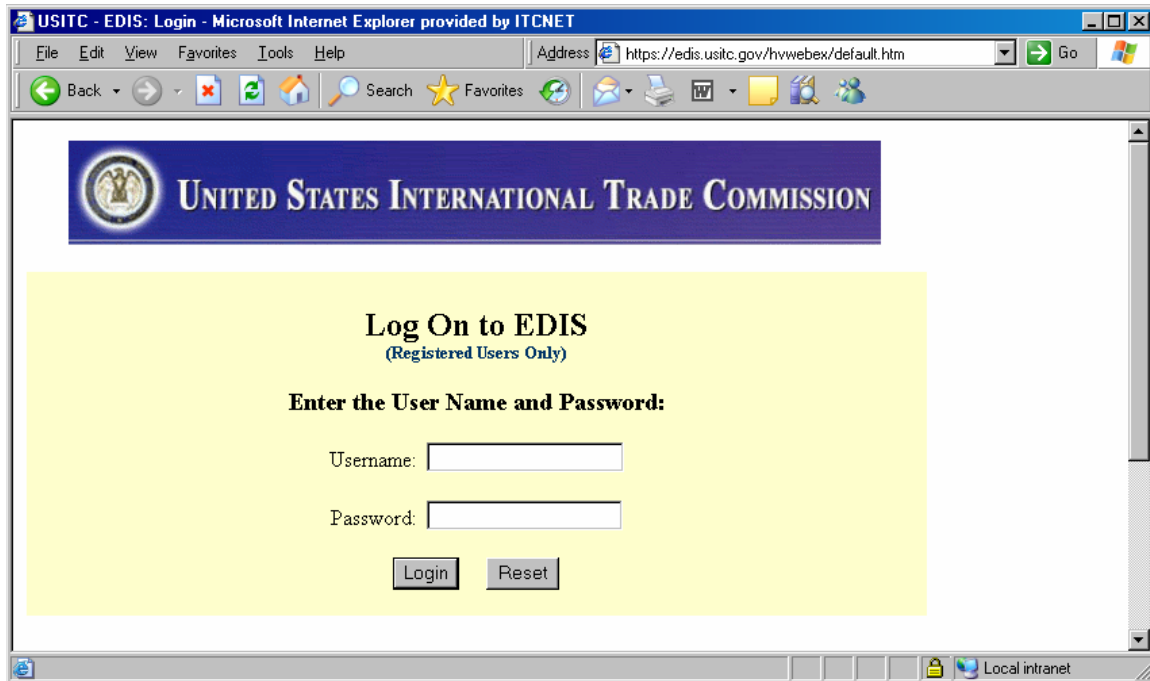 USITC - EDIS: Login - Microsoft Internet Explorer provided by ITCNET
File Edit View Favorites Tools Help Address https://edis.usitc.gov/hvwebex/default.htm Go
Back Search Favorites W
UNITED STATES INTERNATIONAL TRADE COMMISSION
Log On to EDIS
(Registered Users Only)
Enter the User Name and Password:
Username:
Password:
Login Reset
Local intranet